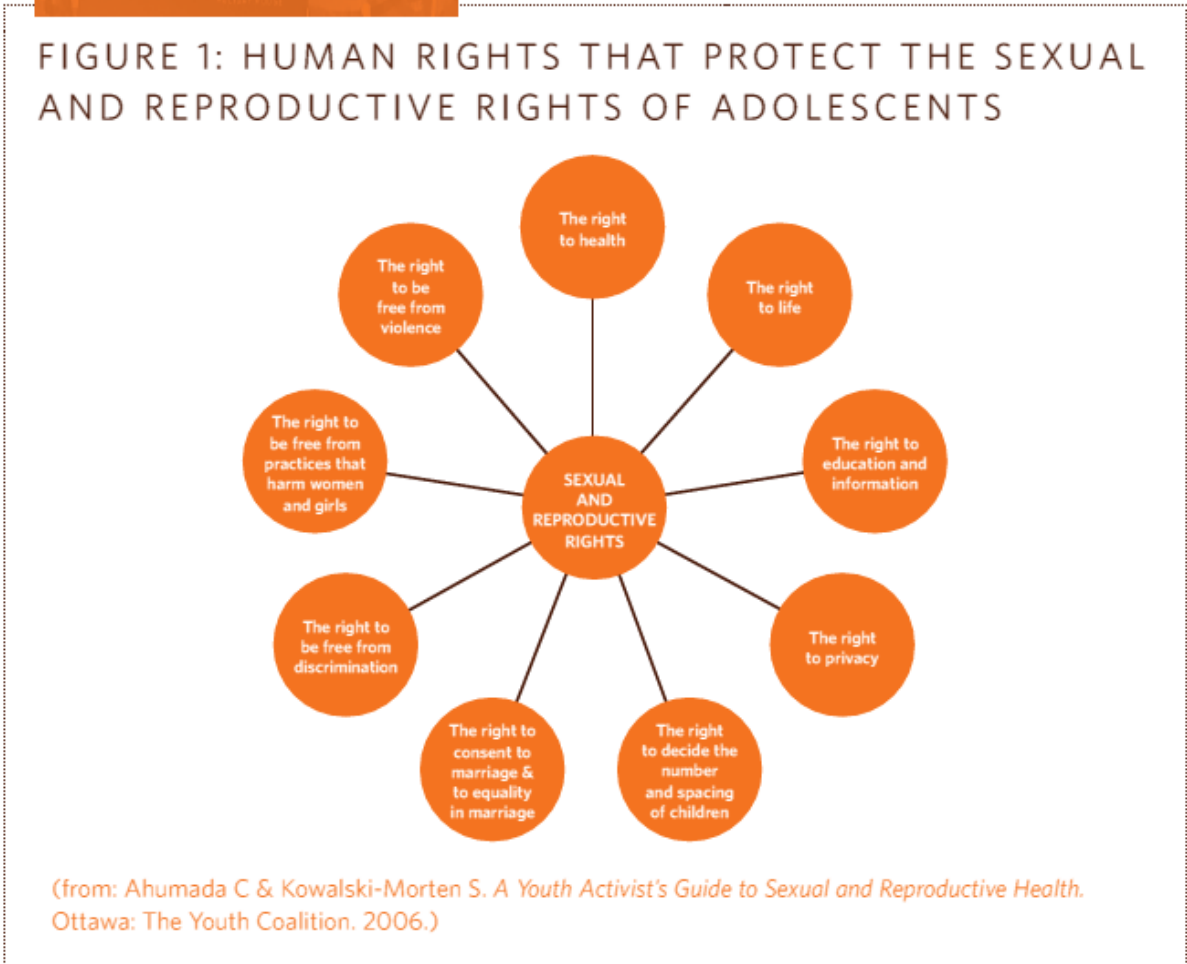 FIGURE 1: HUMAN RIGHTS THAT PROTECT THE SEXUAL
AND REPRODUCTIVE RIGHTS OF ADOLESCENTS
The right
to health
The right
to life
The right to
education and
information
The right
to privacy
The right
to decide the
number
and spacing
of children
The right to
consent to
marriage &
to equality
in marriage
The right to
be free from
discrimination
The right to
be free from
practices that
harm women
and girls
The right
to be
free from
violence
SEXUAL
AND
REPRODUCTIVE
RIGHTS
(from: Ahumada C & Kowalski-Morten S. A Youth Activist's Guide to Sexual and Reproductive Health.
Ottawa: The Youth Coalition. 2006.)